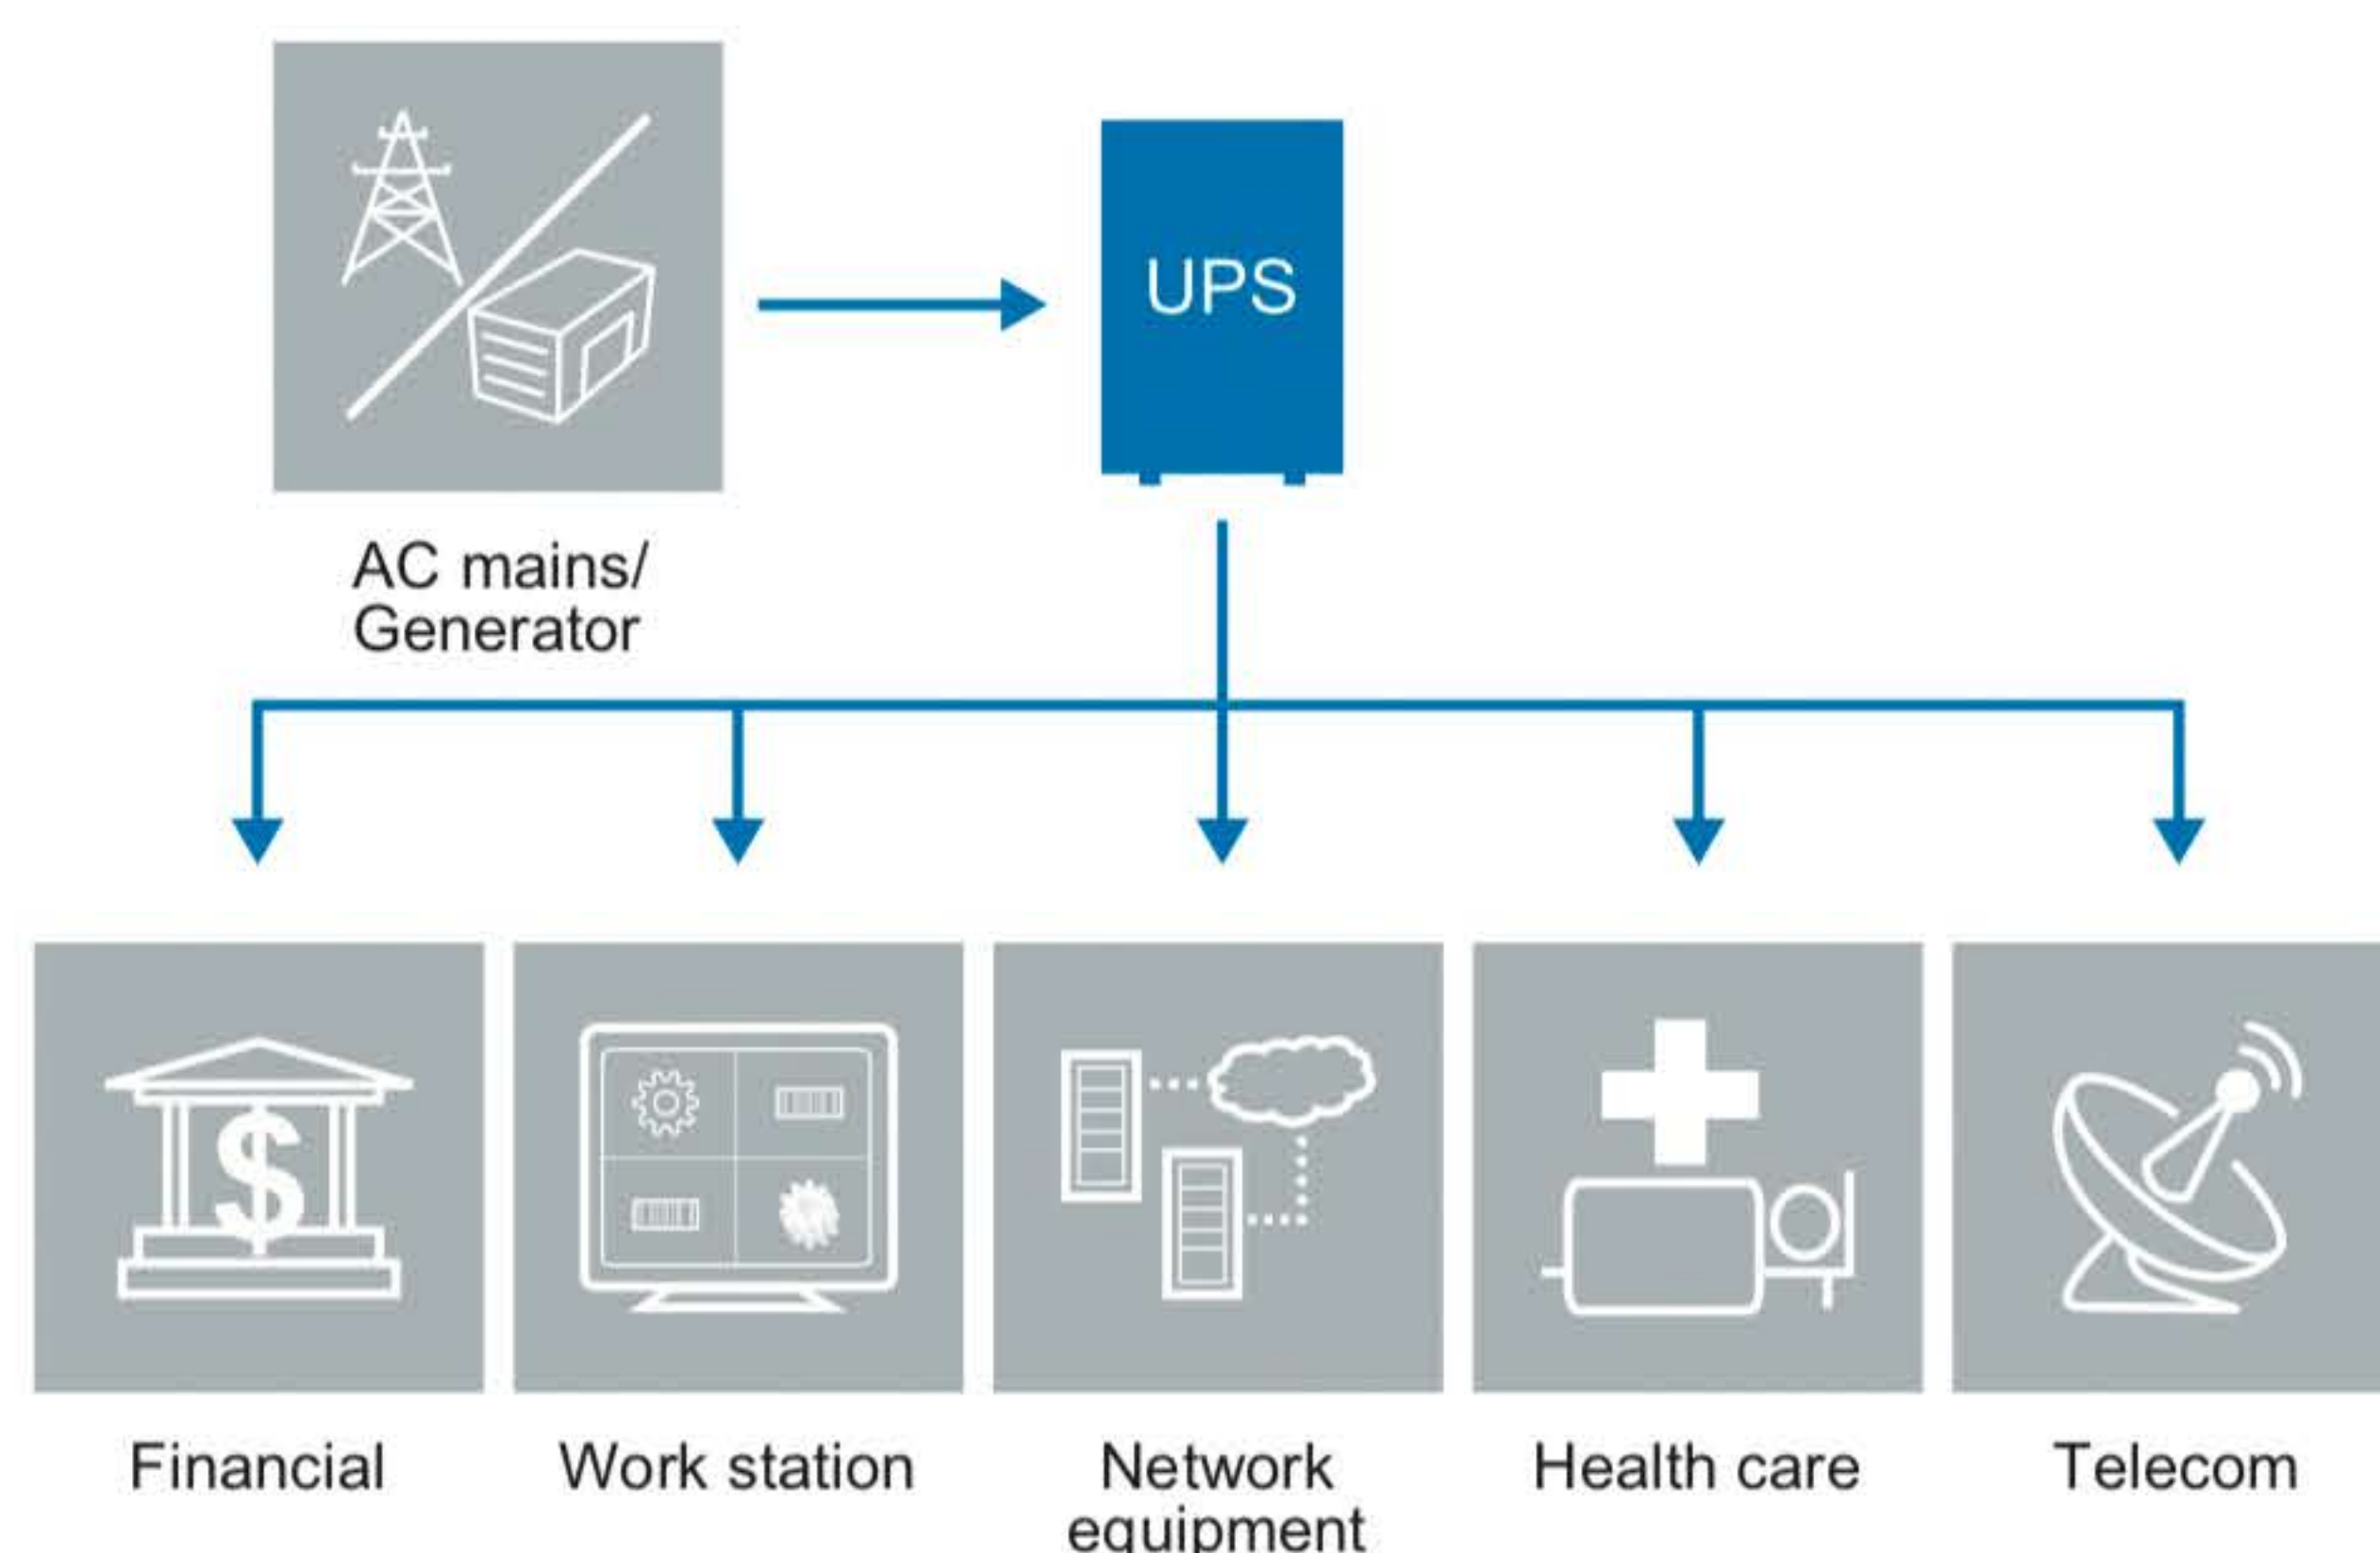 UPS
AC mains/
Generator
Financial
Work station
Network
equipment
Health care
Telecom